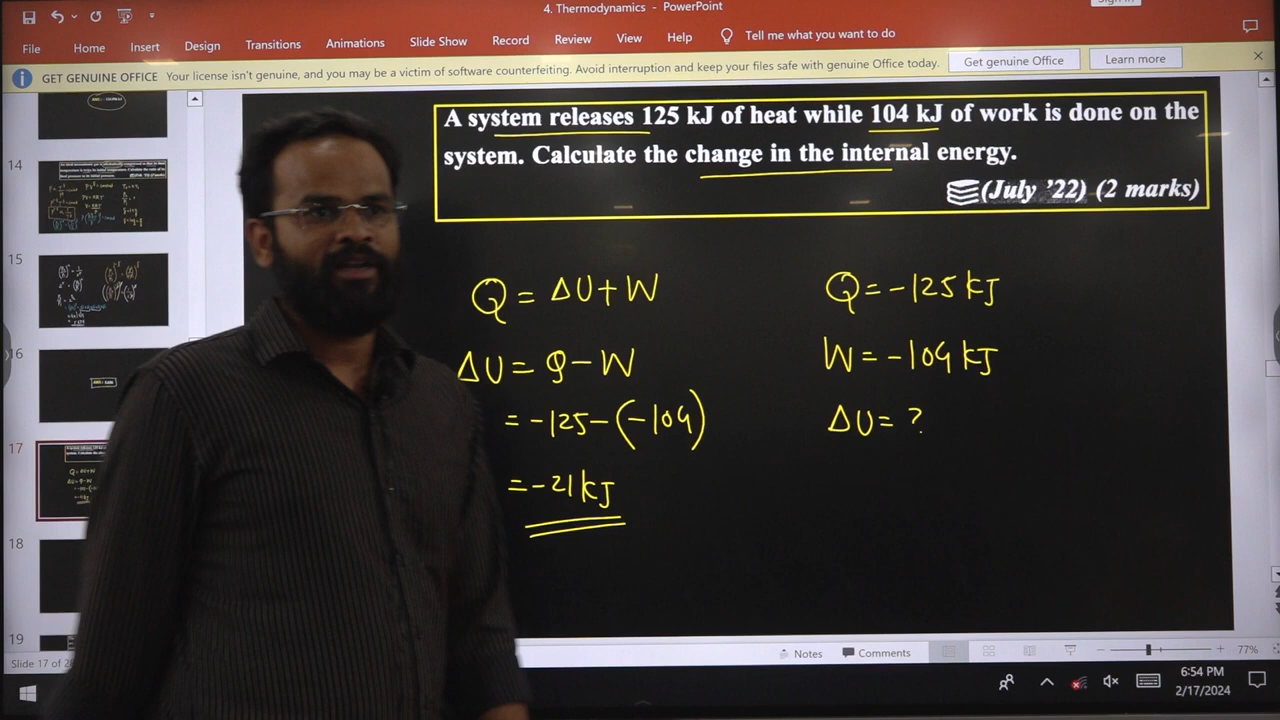 4. Thermodynamics - PowerPoint
File Home Insert Design Transitions Animations Slide Show Record Review View Help Tell me what you want to do
GET GENUINE OFFICE Your license isn't genuine, and you may be a victim of software counterfeiting. Avoid interruption and keep your files safe with genuine Office today. Get genuine Office Learn more
A system releases 125 kJ of heat while 104 kJ of work is done on the
system. Calculate the change in the internal energy.
(July '22) (2 marks)
Q = ΔU + W
ΔU = Q - W
= -125 - (-104)
= -21 kJ
Q = -125 kJ
W = -104 kJ
ΔU = ?
14
15
16
17
18
19
Slide 17 of
Notes Comments 77%
6:54 PM
2/17/2024